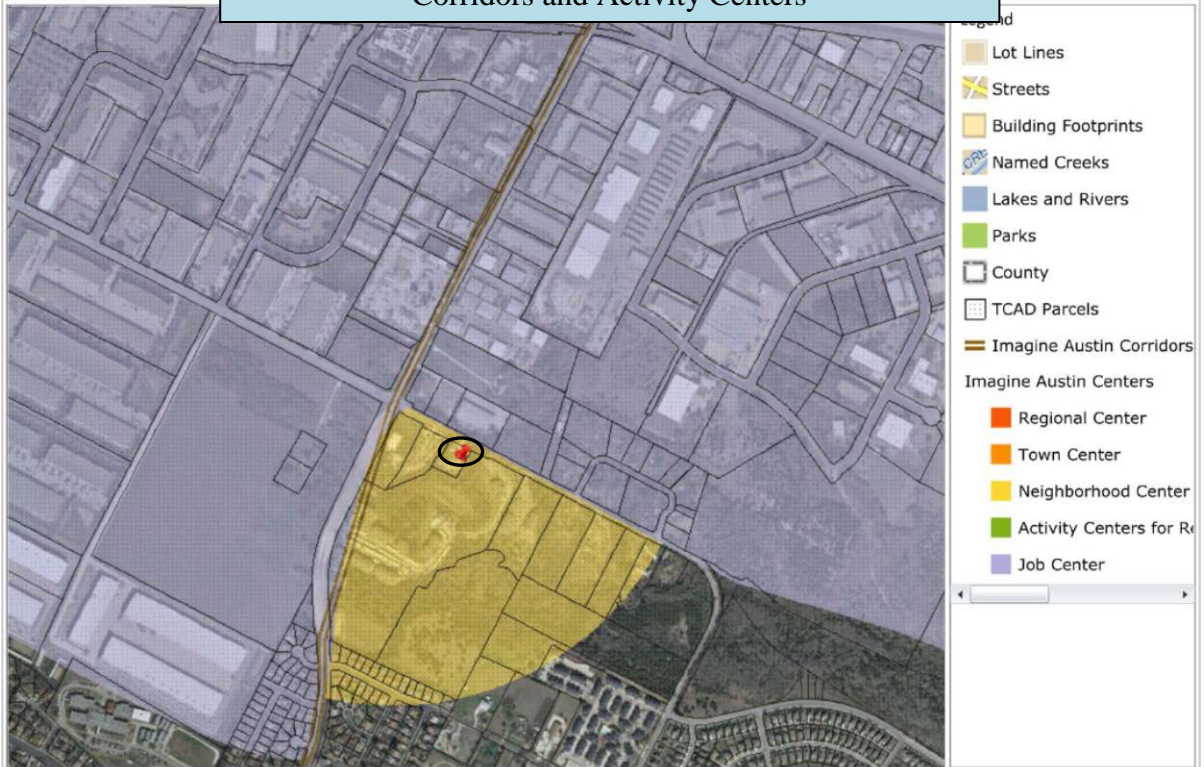 Corridors and Activity Centers
Legend
Lot Lines
Streets
Building Footprints
Named Creeks
Lakes and Rivers
Parks
County
TCAD Parcels
Imagine Austin Corridors
Imagine Austin Centers
Regional Center
Town Center
Neighborhood Center
Activity Centers for Re
Job Center